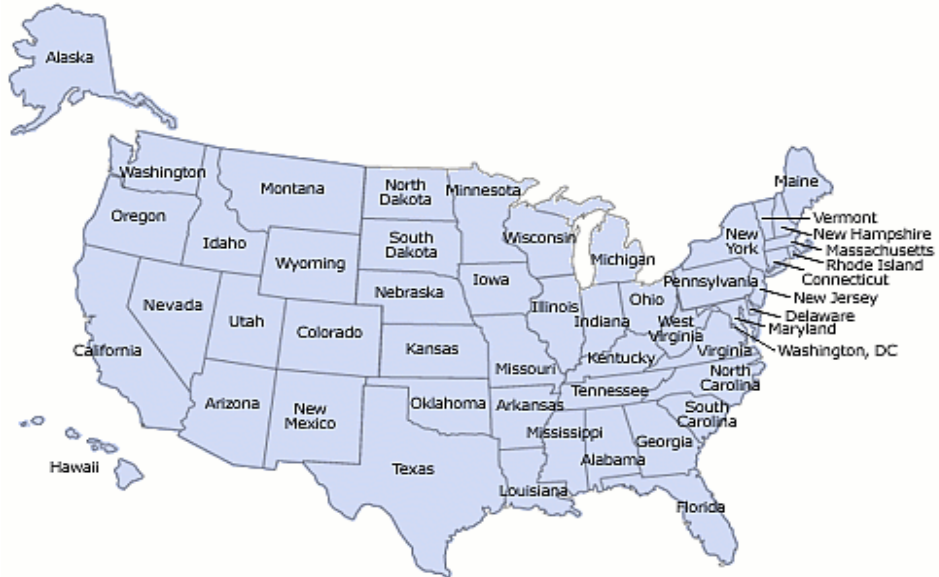 Alaska
Washington
Montana
North
Dakota
Minnesota
Maine
Oregon
Idaho
Wyoming
South
Dakota
Wisconsin
Michigan
New
York
Vermont
New Hampshire
Massachusetts
Rhode Island
Connecticut
Nevada
Utah
Colorado
Nebraska
Iowa
Illinois
Indiana
Ohio
Pennsylvania
New Jersey
Delaware
Maryland
Washington, DC
California
Kansas
Missouri
Kentucky
West
Virginia
Virginia
Arizona
New
Mexico
Oklahoma
Arkansas
Tennessee
North
Carolina
South
Carolina
Hawaii
Texas
Louisiana
Mississippi
Alabama
Georgia
Florida